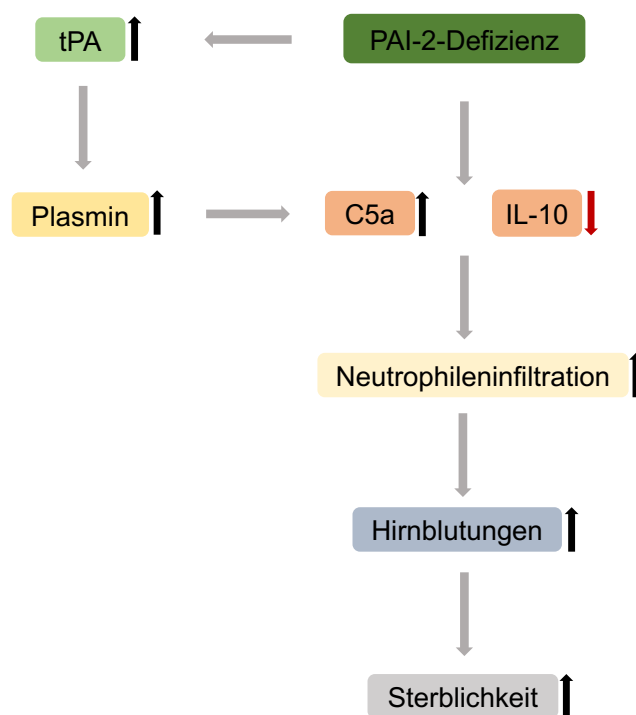 tPA
PAI-2-Defizienz
Plasmin
C5a
IL-10
Neutrophileninfiltration
Hirnblutungen
Sterblichkeit